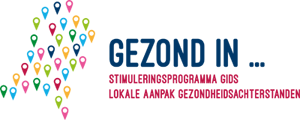 GEZOND IN ...
STIMULERINGSPROGRAMMA GIDS
LOKALE AANPAK GEZONDHEIDSACHTERSTANDEN